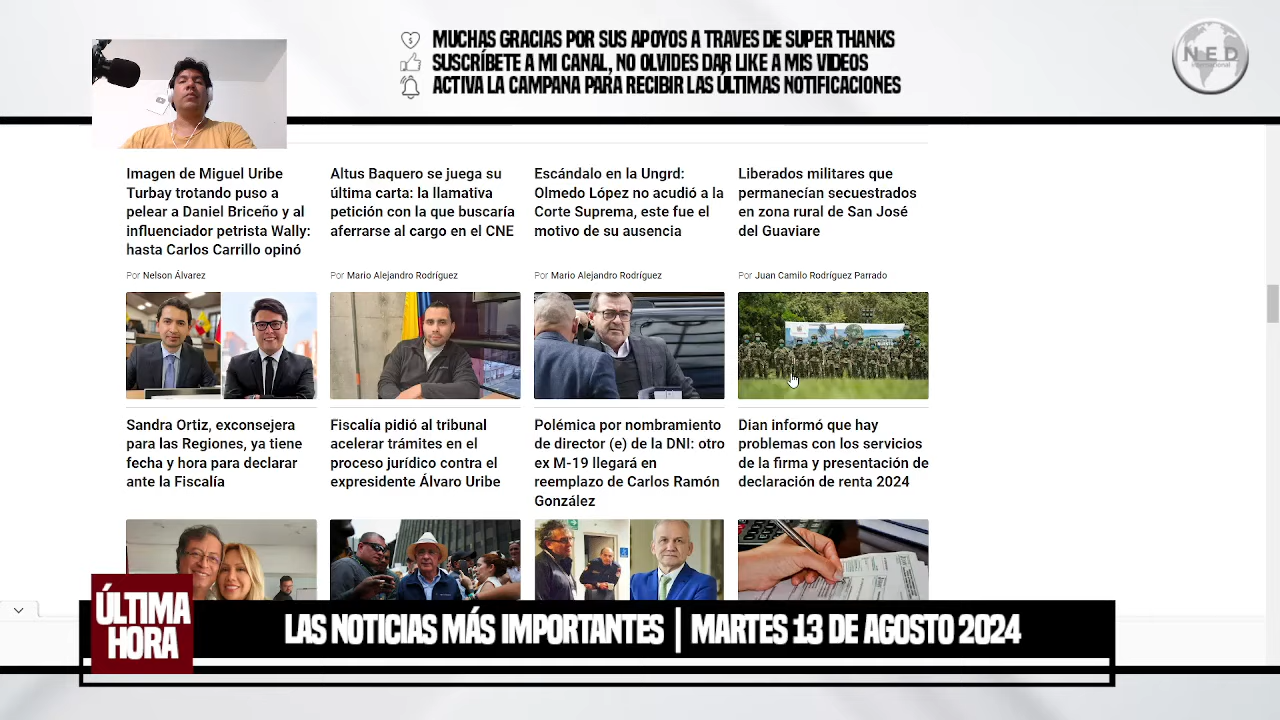 MUCHAS GRACIAS POR SUS APOYOS A TRAVES DE SUPER THANKS
SUSCRÍBETE A MI CANAL, NO OLVIDES DAR LIKE A MIS VIDEOS
ACTIVA LA CAMPANA PARA RECIBIR LAS ÚLTIMAS NOTIFICACIONES
N.E.D
international
Imagen de Miguel Uribe
Turbay trotando puso a
pelear a Daniel Briceño y al
influenciador petrista Wally:
hasta Carlos Carrillo opinó
Por Nelson Álvarez
Altus Baquero se juega su
última carta: la llamativa
petición con la que buscaría
aferrarse al cargo en el CNE
Por Mario Alejandro Rodríguez
Escándalo en la Ungrd:
Olmedo López no acudió a la
Corte Suprema, este fue el
motivo de su ausencia
Por Mario Alejandro Rodríguez
Liberados militares que
permanecían secuestrados
en zona rural de San José
del Guaviare
Por Juan Camilo Rodríguez Parrado
Sandra Ortiz, exconsejera
para las Regiones, ya tiene
fecha y hora para declarar
ante la Fiscalía
Fiscalía pidió al tribunal
acelerar trámites en el
proceso jurídico contra el
expresidente Álvaro Uribe
Polémica por nombramiento
de director (e) de la DNI: otro
ex M-19 llegará en
reemplazo de Carlos Ramón
González
Dian informó que hay
problemas con los servicios
de la firma y presentación de
declaración de renta 2024
ÚLTIMA
HORA
LAS NOTICIAS MÁS IMPORTANTES | MARTES 13 DE AGOSTO 2024